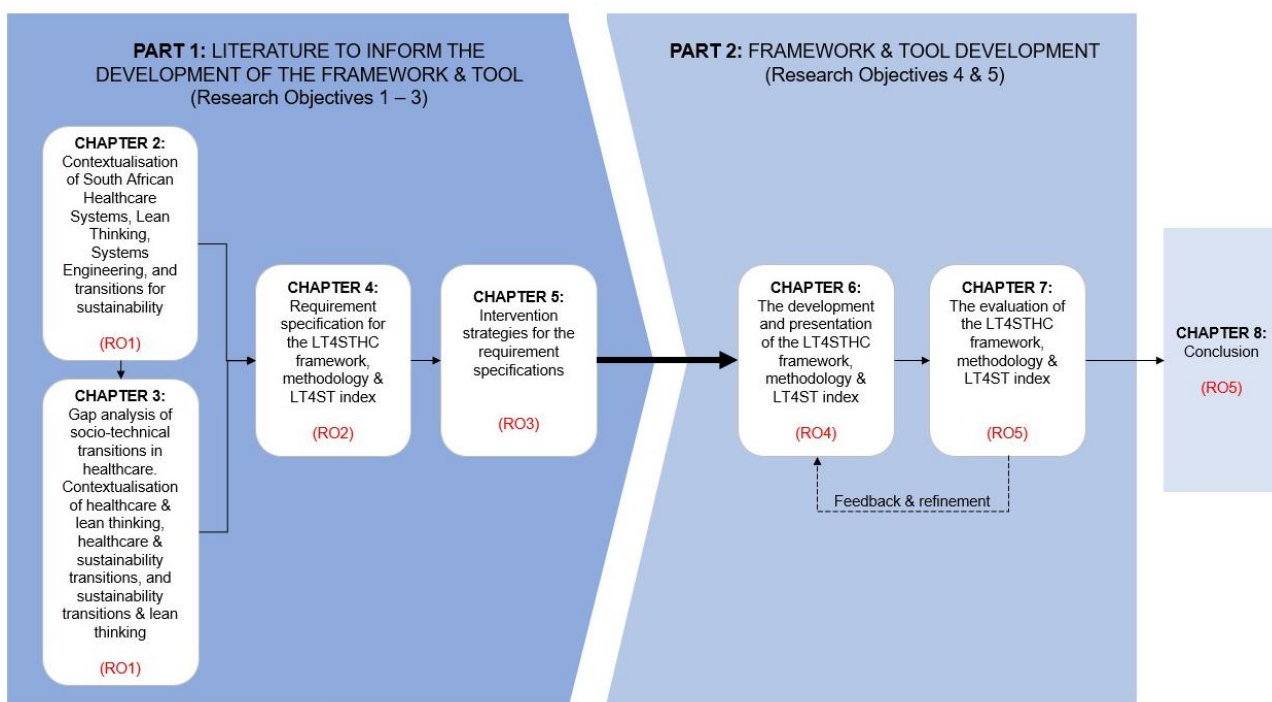 PART 1: LITERATURE TO INFORM THE
DEVELOPMENT OF THE FRAMEWORK & TOOL
(Research Objectives 1 – 3)
CHAPTER 2:
Contextualisation
of South African
Healthcare
Systems, Lean
Thinking,
Systems
Engineering, and
transitions for
sustainability
(RO1)
CHAPTER 3:
Gap analysis of
socio-technical
transitions in
healthcare.
Contextualisation
of healthcare &
lean thinking,
healthcare &
sustainability
transitions, and
sustainability
transitions & lean
thinking
(RO1)
CHAPTER 4:
Requirement
specification for
the LT4STHC
framework,
methodology &
LT4ST index
(RO2)
CHAPTER 5:
Intervention
strategies for the
requirement
specifications
(RO3)
PART 2: FRAMEWORK & TOOL DEVELOPMENT
(Research Objectives 4 & 5)
CHAPTER 6:
The development
and presentation
of the LT4STHC
framework,
methodology &
LT4ST index
(RO4)
CHAPTER 7:
The evaluation of
the LT4STHC
framework,
methodology
& LT4ST index
(RO5)
Feedback & refinement
CHAPTER 8:
Conclusion
(RO5)